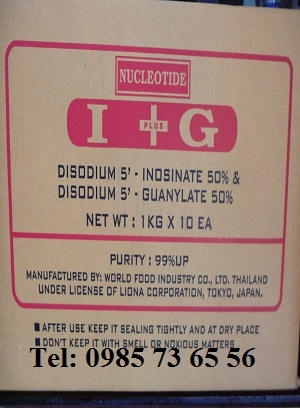 NUCLEOTIDE
I PLUS G
DISODIUM 5' - INOSINATE 50% &
DISODIUM 5' - GUANYLATE 50%
NET WT : 1KG X 10 EA
PURITY : 99%UP
MANUFACTURED BY: WORLD FOOD INDUSTRY CO., LTD. THAILAND
UNDER LICENSE OF LIONA CORPORATION, TOKYO, JAPAN.
■ AFTER USE KEEP IT SEALING TIGHTLY AND AT DRY PLACE
■ DON'T KEEP IT WITH SMELL OR NOXIOUS MATTERS
Tel: 0985 73 65 56